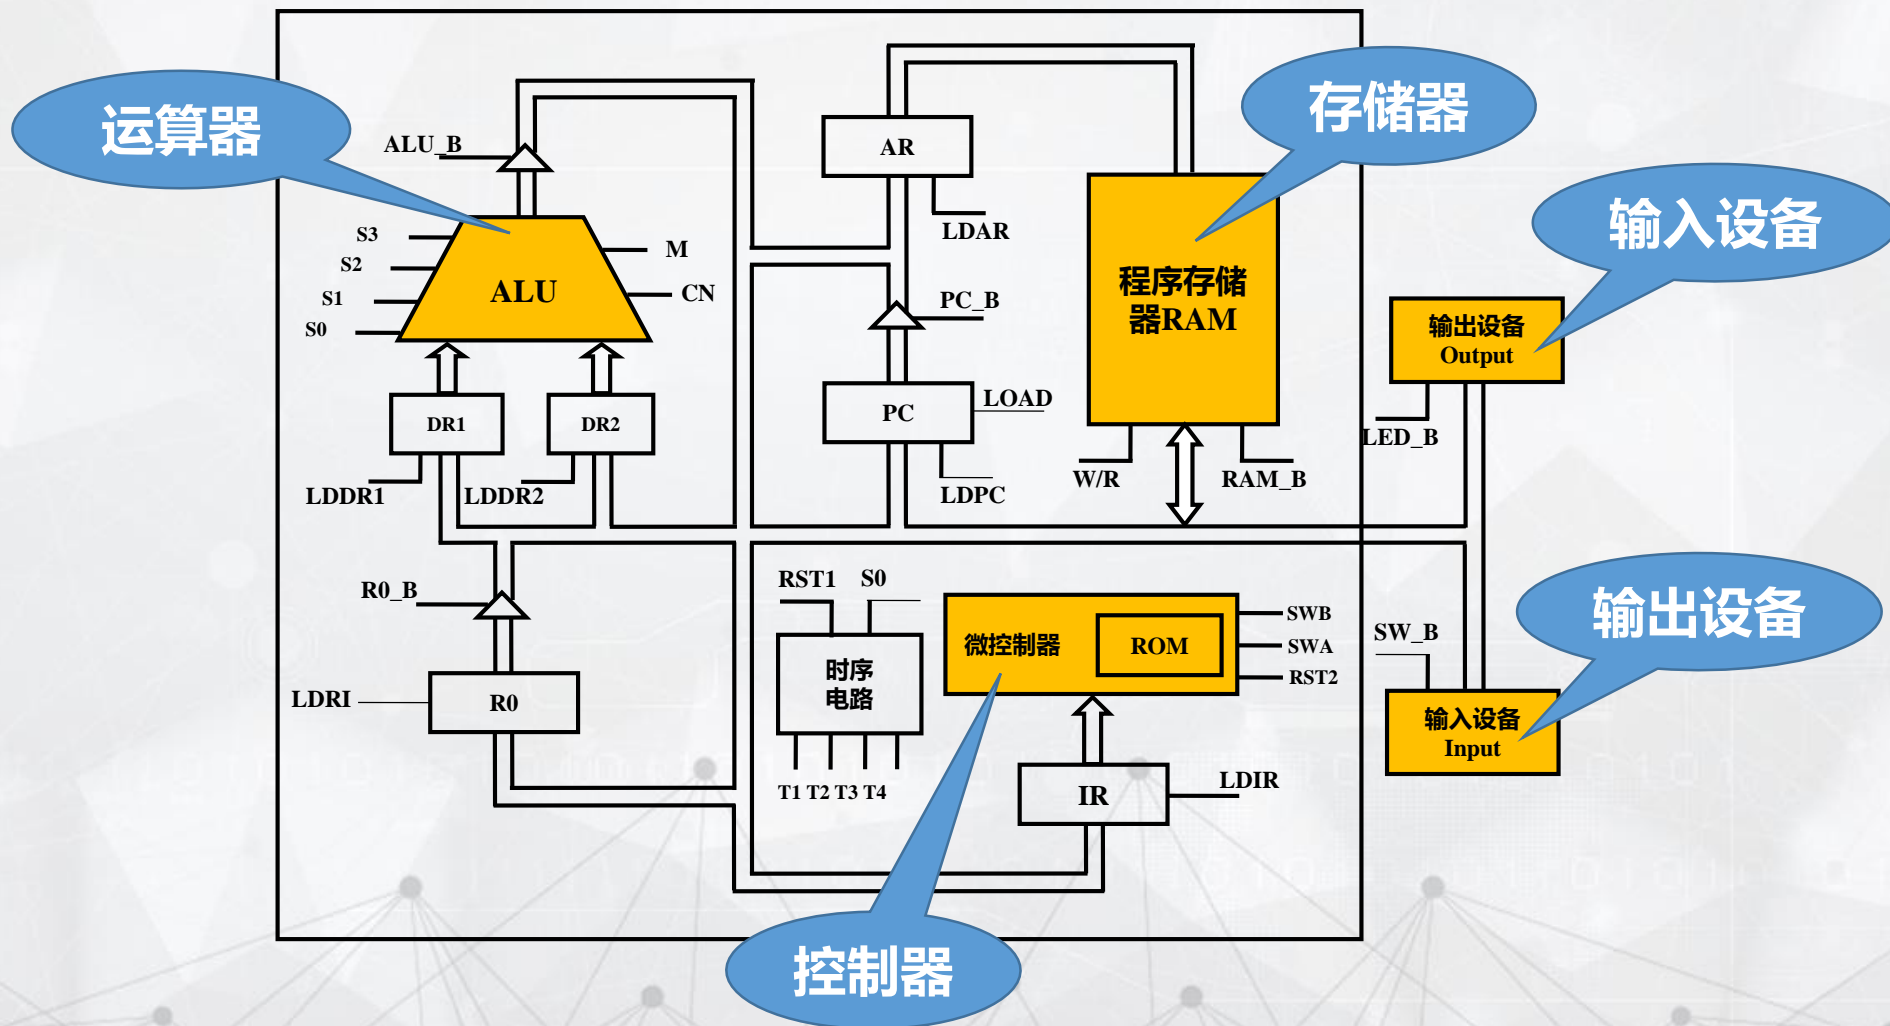 运算器
存储器
输入设备
ALU_B
AR
LDAR
S3
S2
S1
S0
ALU
M
CN
PC_B
程序存储
器RAM
输出设备
Output
DR1
DR2
PC
LOAD
LED_B
LDDR1
LDDR2
LDPC
W/R
RAM_B
R0_B
RST1
S0
微控制器
ROM
SWB
SWA
RST2
SW_B
输出设备
时序
电路
LDRI
R0
输入设备
Input
T1 T2 T3 T4
IR
LDIR
控制器